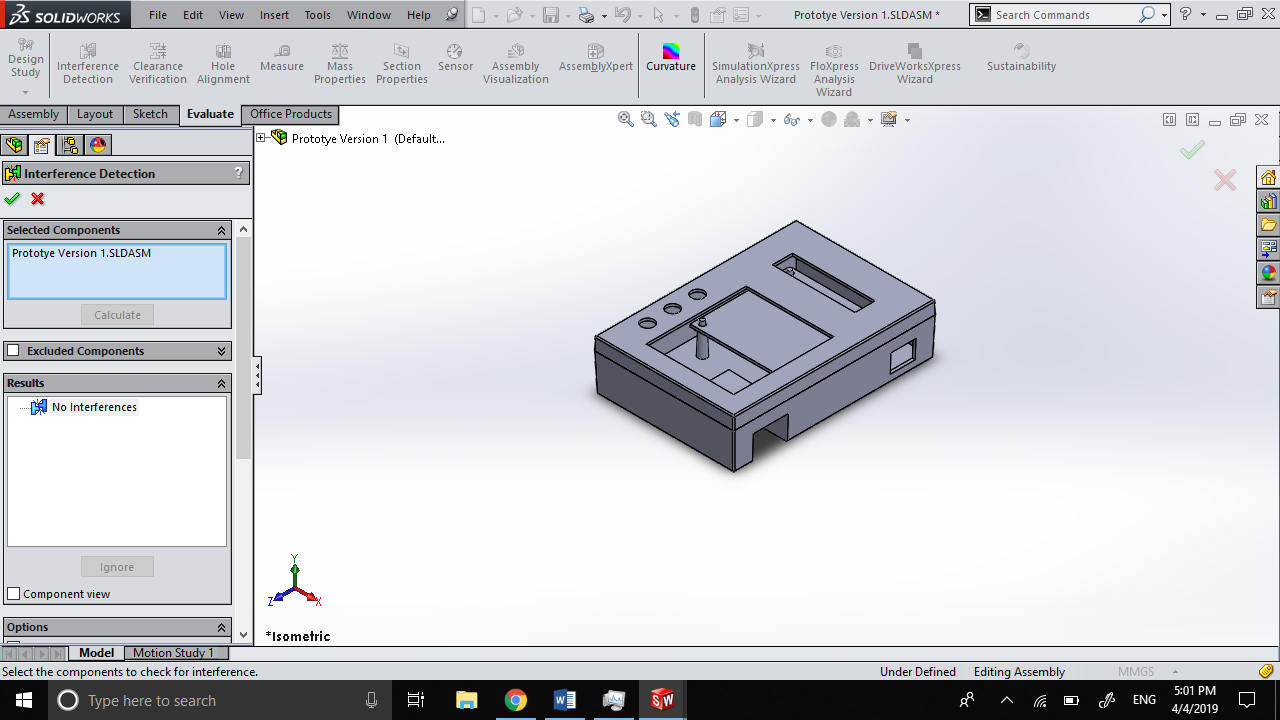 SOLIDWORKS File Edit View Insert Tools Window Help Prototye Version 1.SLDASM * Search Commands ?
Design Study
Interference Detection
Clearance Verification
Hole Alignment
Measure
Mass Properties
Section Properties
Sensor
Assembly Visualization
AssemblyXpert
Curvature
SimulationXpress Analysis Wizard
FloXpress Analysis Wizard
DriveWorksXpress Wizard
Sustainability
Assembly Layout Sketch Evaluate Office Products
Prototye Version 1 (Default...
Interference Detection ?
Selected Components
Prototye Version 1.SLDASM
Calculate
Excluded Components
Results
No Interferences
Ignore
Component view
Options
Y
Z X
*Isometric
Model Motion Study 1
Select the components to check for interference. Under Defined Editing Assembly MMGS
Type here to search W SW ENG 5:01 PM
4/4/2019